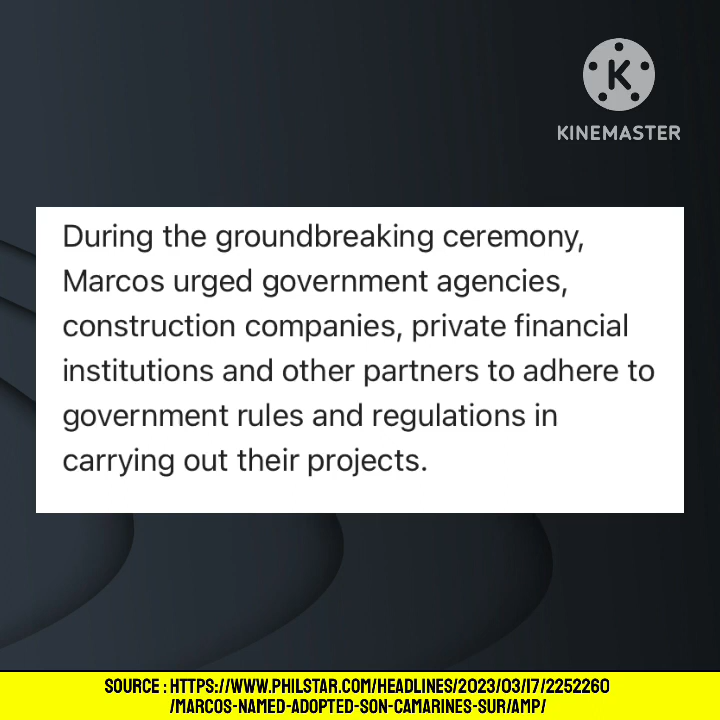 K
KINEMASTER
During the groundbreaking ceremony,
Marcos urged government agencies,
construction companies, private financial
institutions and other partners to adhere to
government rules and regulations in
carrying out their projects.
SOURCE : HTTPS://WWW.PHILSTAR.COM/HEADLINES/2023/03/17/2252260
/MARCOS-NAMED-ADOPTED-SON-CAMARINES-SUR/AMP/